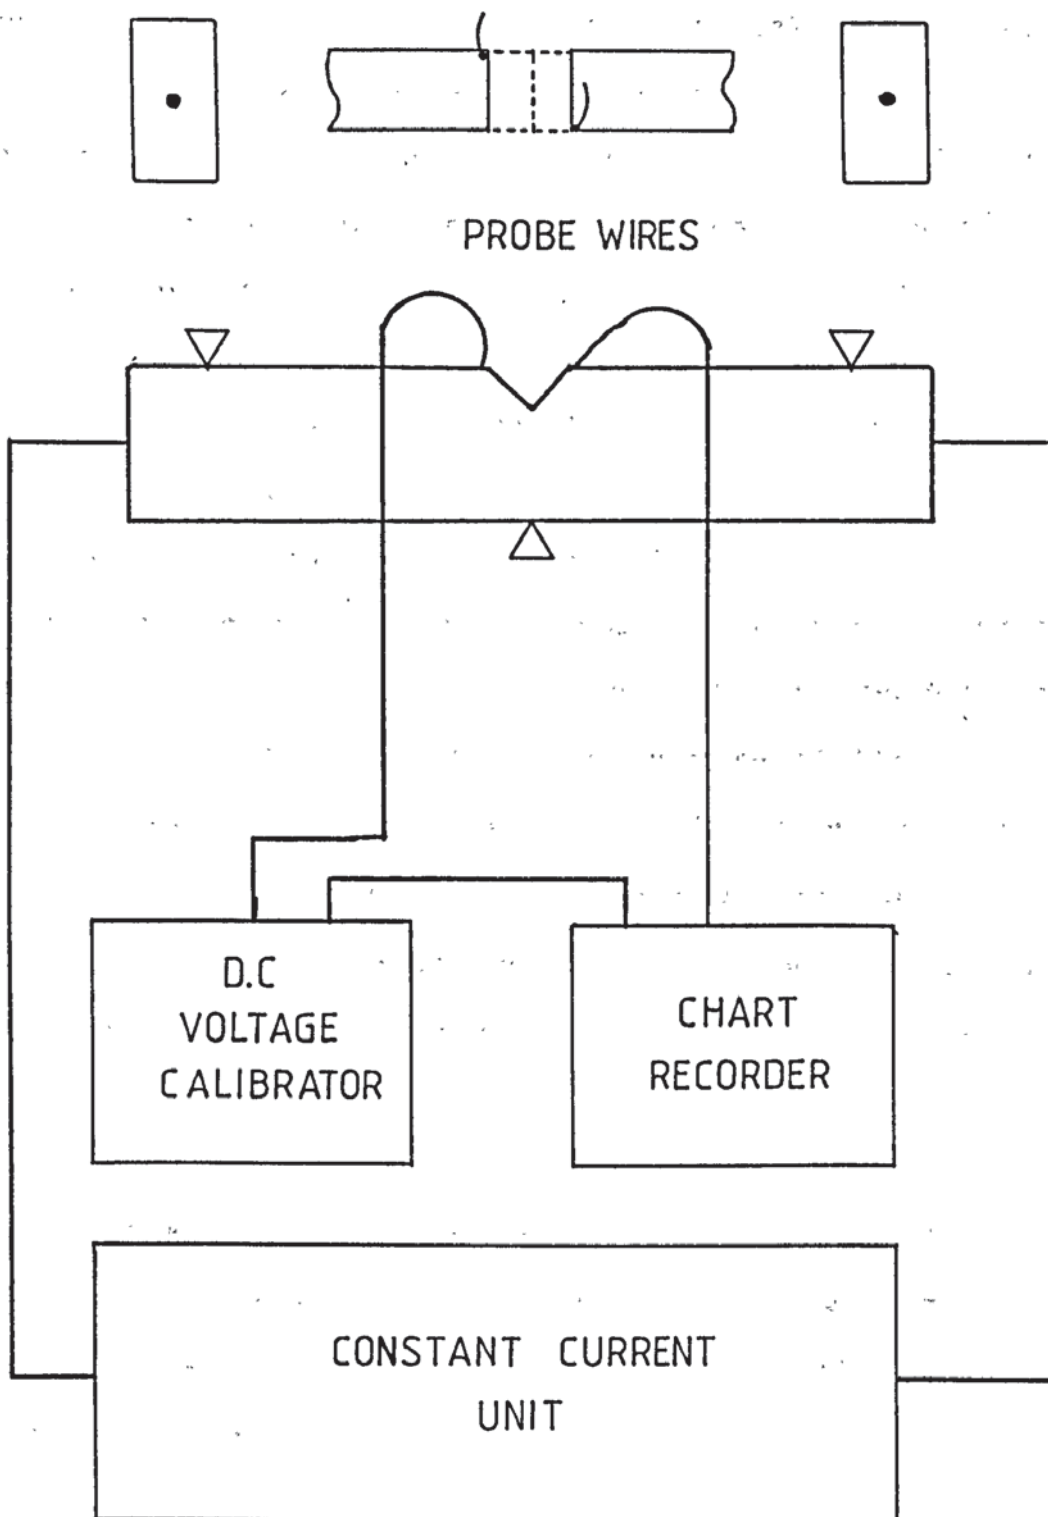 PROBE WIRES
D.C
VOLTAGE
CALIBRATOR
CHART
RECORDER
CONSTANT CURRENT
UNIT